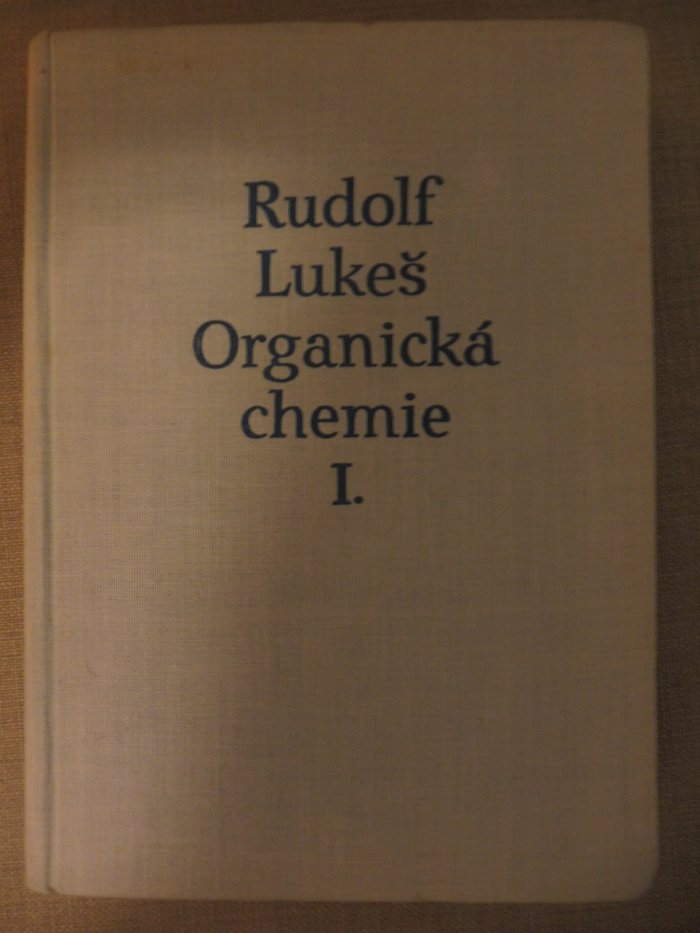 Rudolf
Lukeš
Organická
chemie
I.